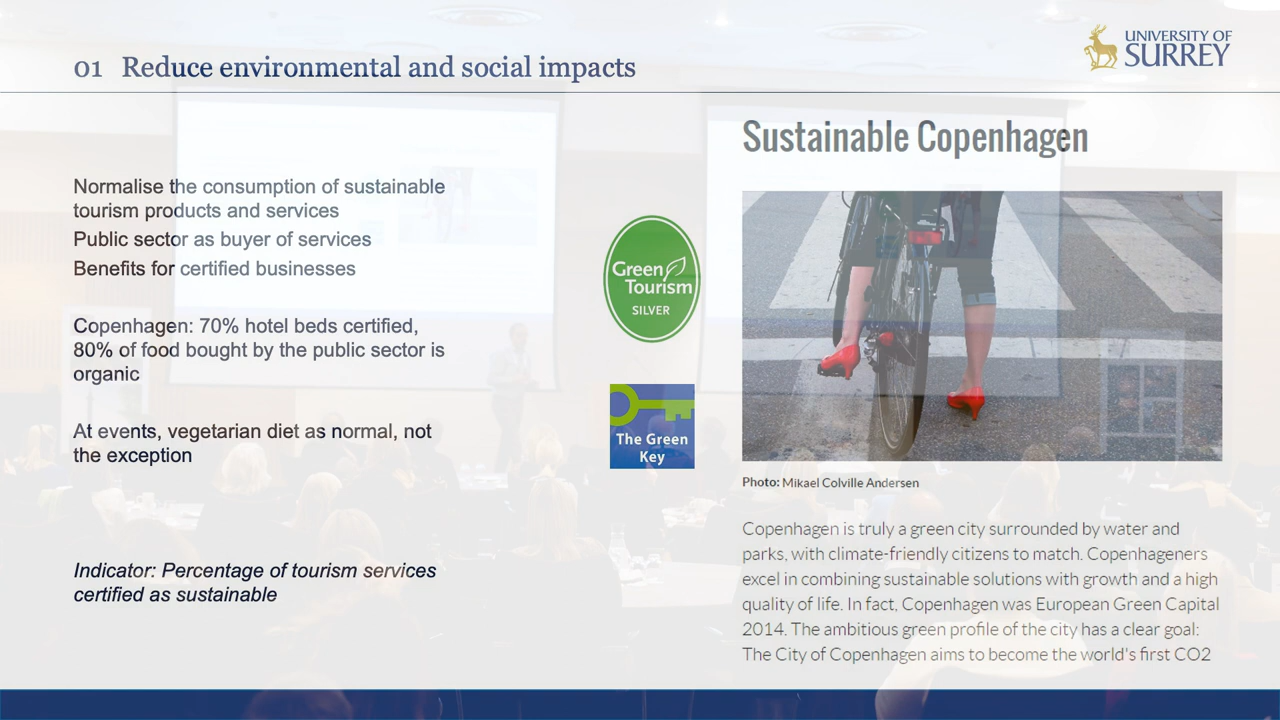 01 Reduce environmental and social impacts
UNIVERSITY OF
SURREY
Normalise the consumption of sustainable
tourism products and services
Public sector as buyer of services
Benefits for certified businesses
Copenhagen: 70% hotel beds certified,
80% of food bought by the public sector is
organic
At events, vegetarian diet as normal, not
the exception
Indicator: Percentage of tourism services
certified as sustainable
Green
Tourism
SILVER
The Green
Key
Sustainable Copenhagen
Photo: Mikael Colville Andersen
Copenhagen is truly a green city surrounded by water and
parks, with climate-friendly citizens to match. Copenhageners
excel in combining sustainable solutions with growth and a high
quality of life. In fact, Copenhagen was European Green Capital
2014. The ambitious green profile of the city has a clear goal:
The City of Copenhagen aims to become the world's first CO2